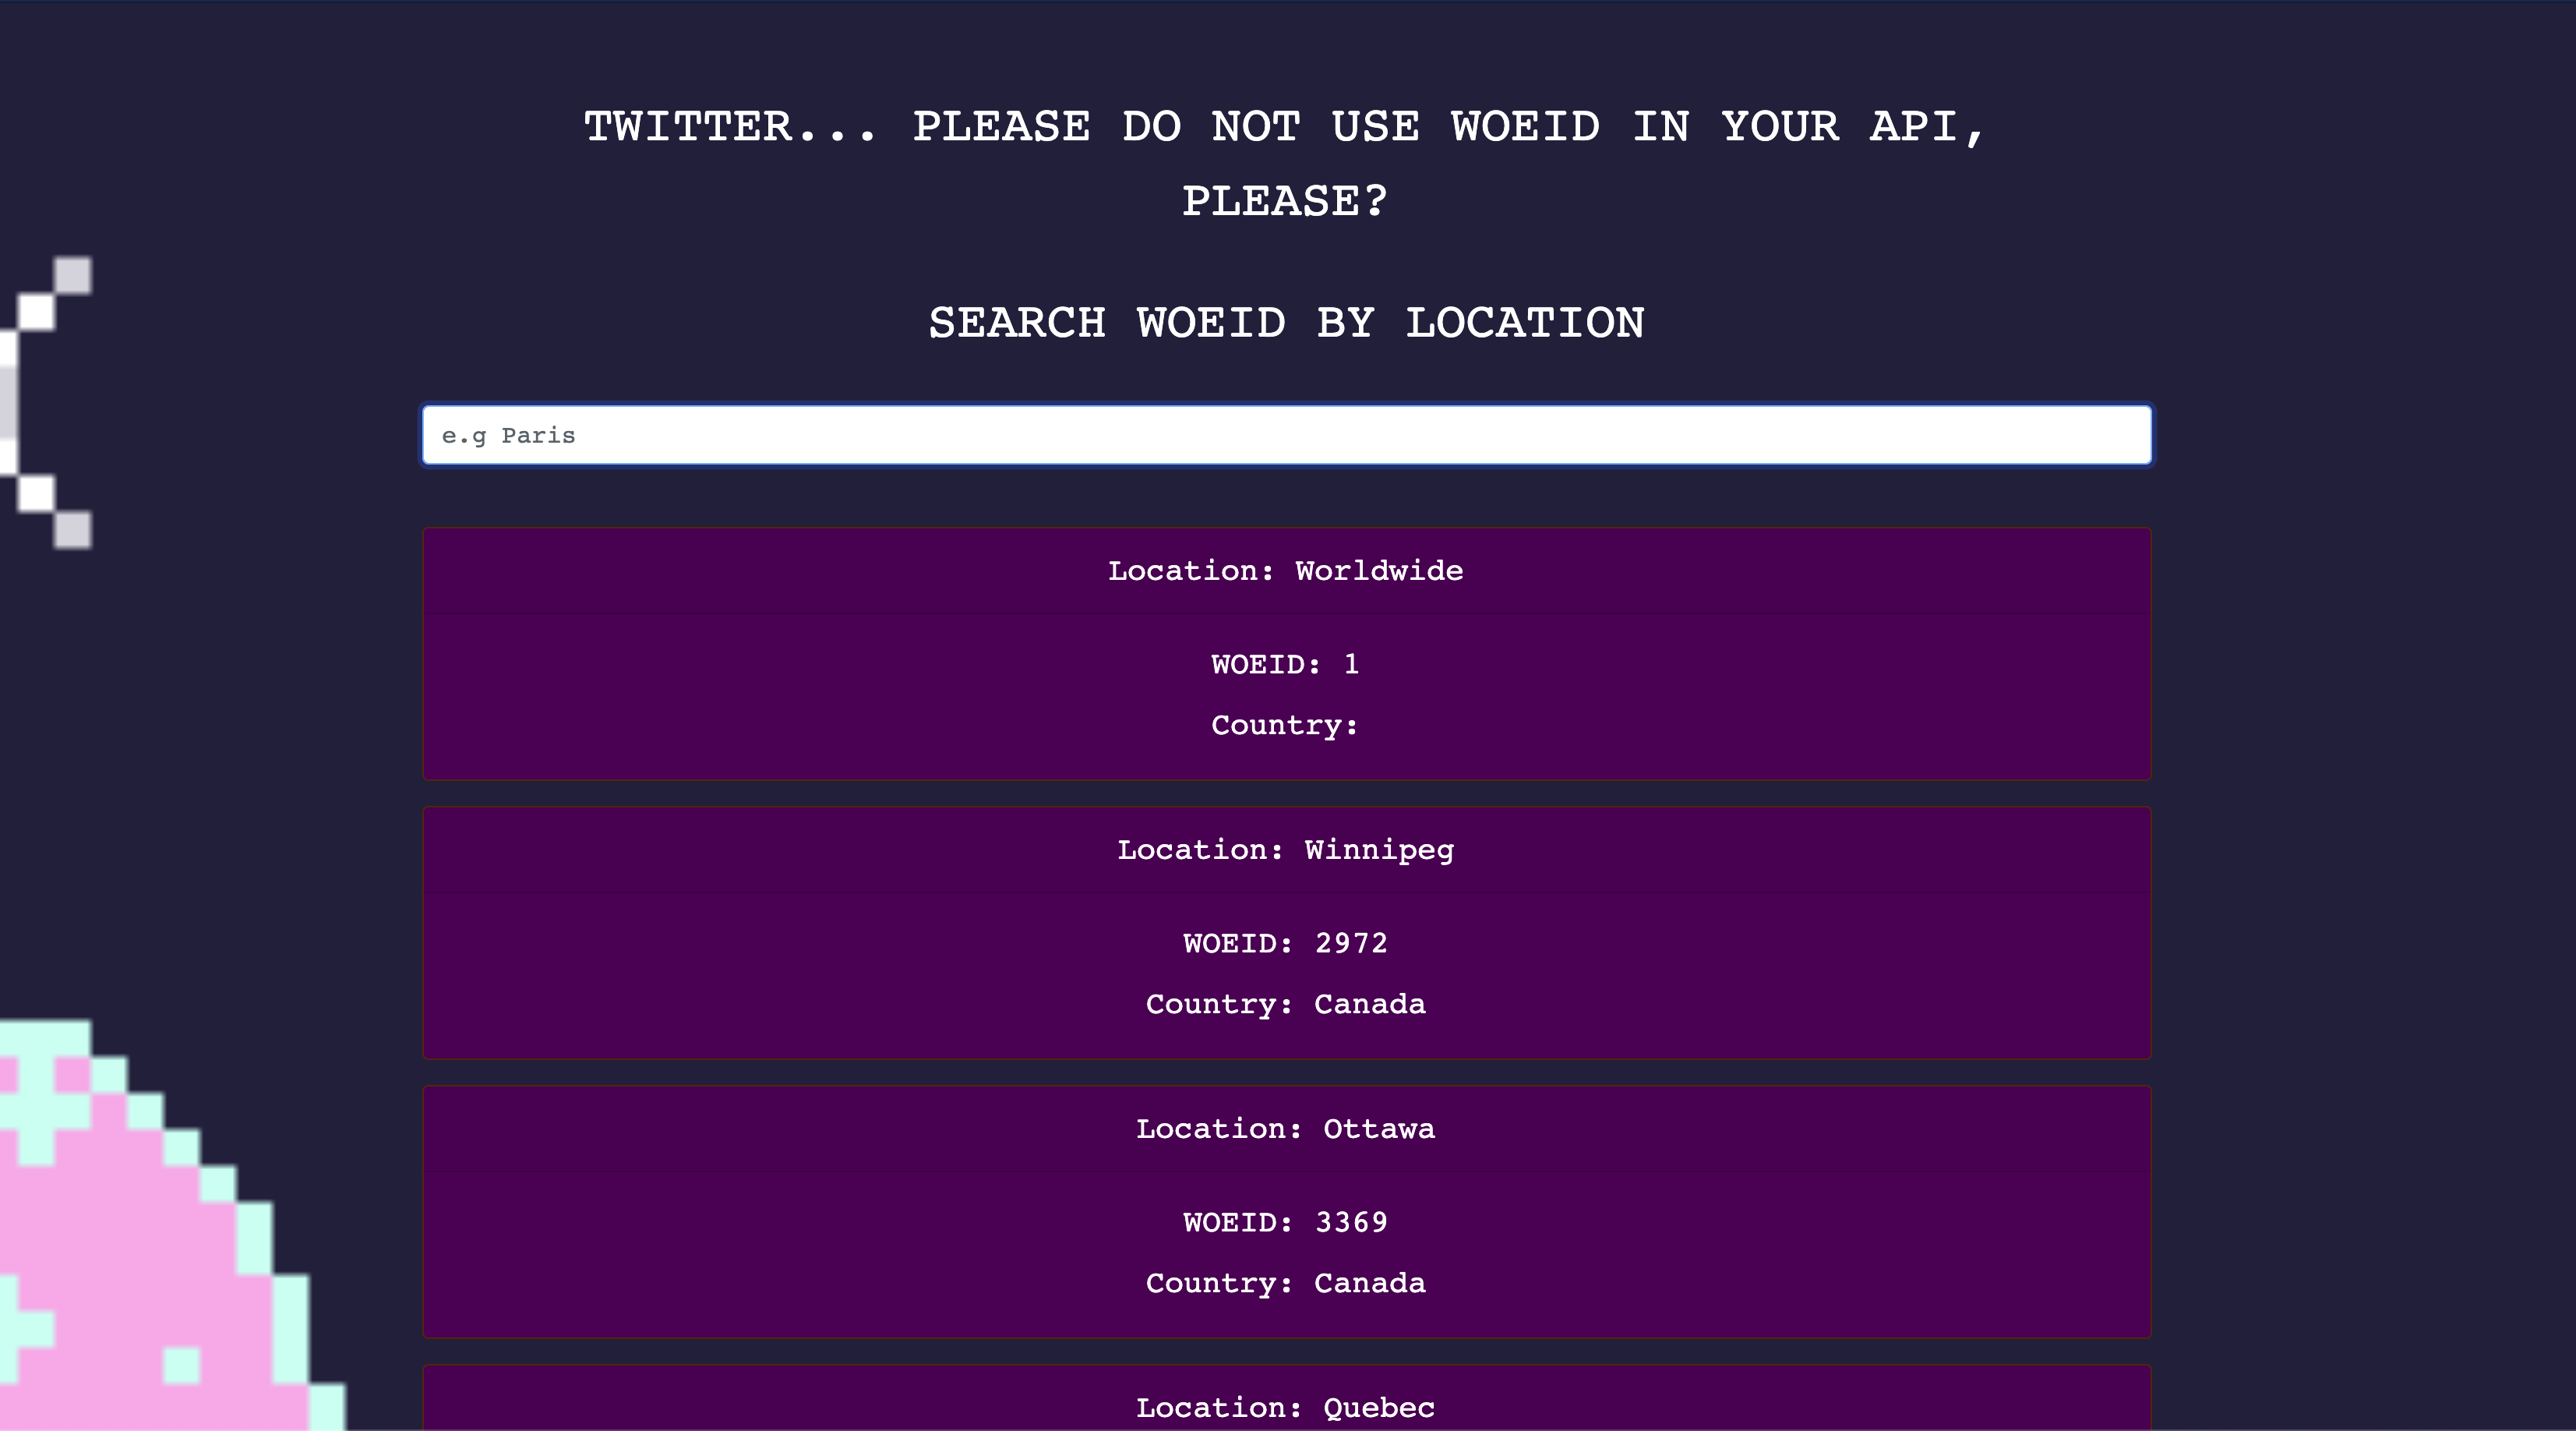 TWITTER... PLEASE DO NOT USE WOEID IN YOUR API,
PLEASE?
SEARCH WOEID BY LOCATION
e.g Paris
Location: Worldwide
WOEID: 1
Country:
Location: Winnipeg
WOEID: 2972
Country: Canada
Location: Ottawa
WOEID: 3369
Country: Canada
Location: Quebec